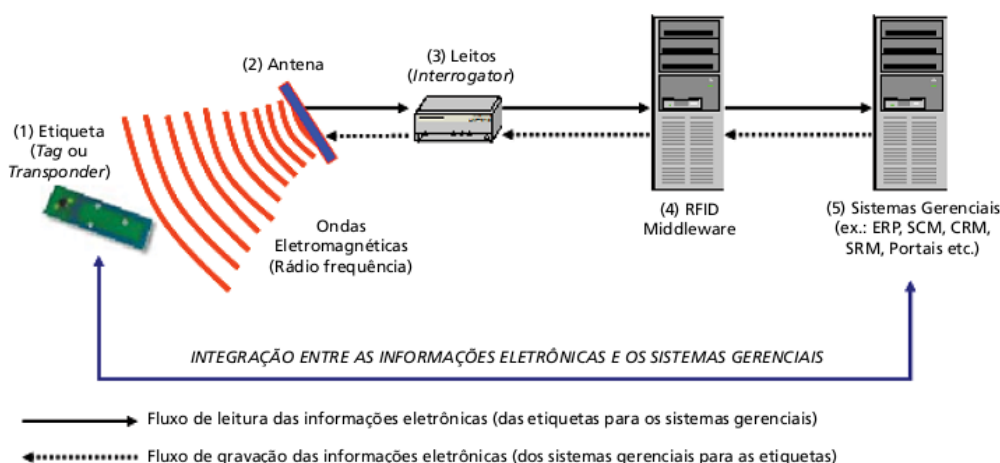 (1) Etiqueta
(Tag ou
Transponder)
(2) Antena
(3) Leitos
(Interrogator)
Ondas
Eletromagnéticas
(Rádio frequência)
(4) RFID
Middleware
(5) Sistemas Gerenciais
(ex.: ERP, SCM, CRM,
SRM, Portais etc.)
INTEGRAÇÃO ENTRE AS INFORMAÇÕES ELETRÔNICAS E OS SISTEMAS GERENCIAIS
Fluxo de leitura das informações eletrônicas (das etiquetas para os sistemas gerenciais)
Fluxo de gravação das informações eletrônicas (dos sistemas gerenciais para as etiquetas)